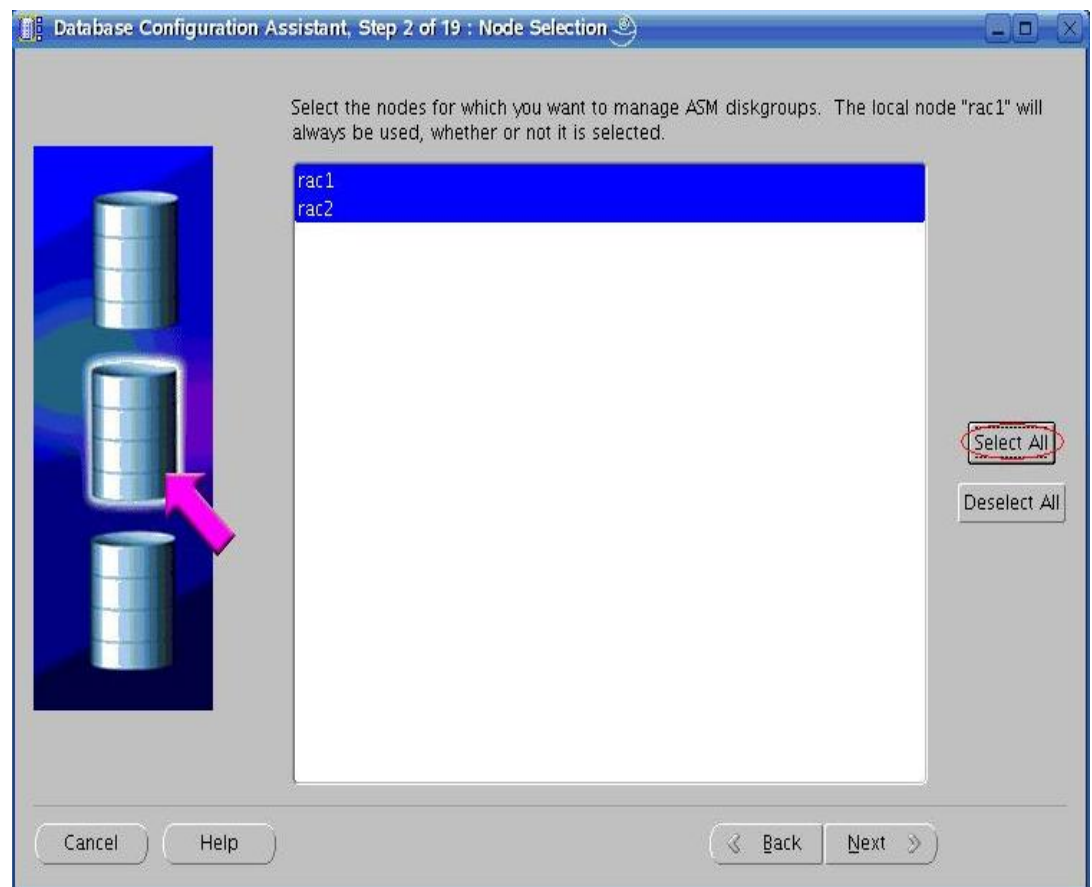 Database Configuration Assistant, Step 2 of 19 : Node Selection
Select the nodes for which you want to manage ASM diskgroups. The local node "rac1" will
always be used, whether or not it is selected.
rac1
rac2
Select All
Deselect All
Cancel
Help
Back
Next